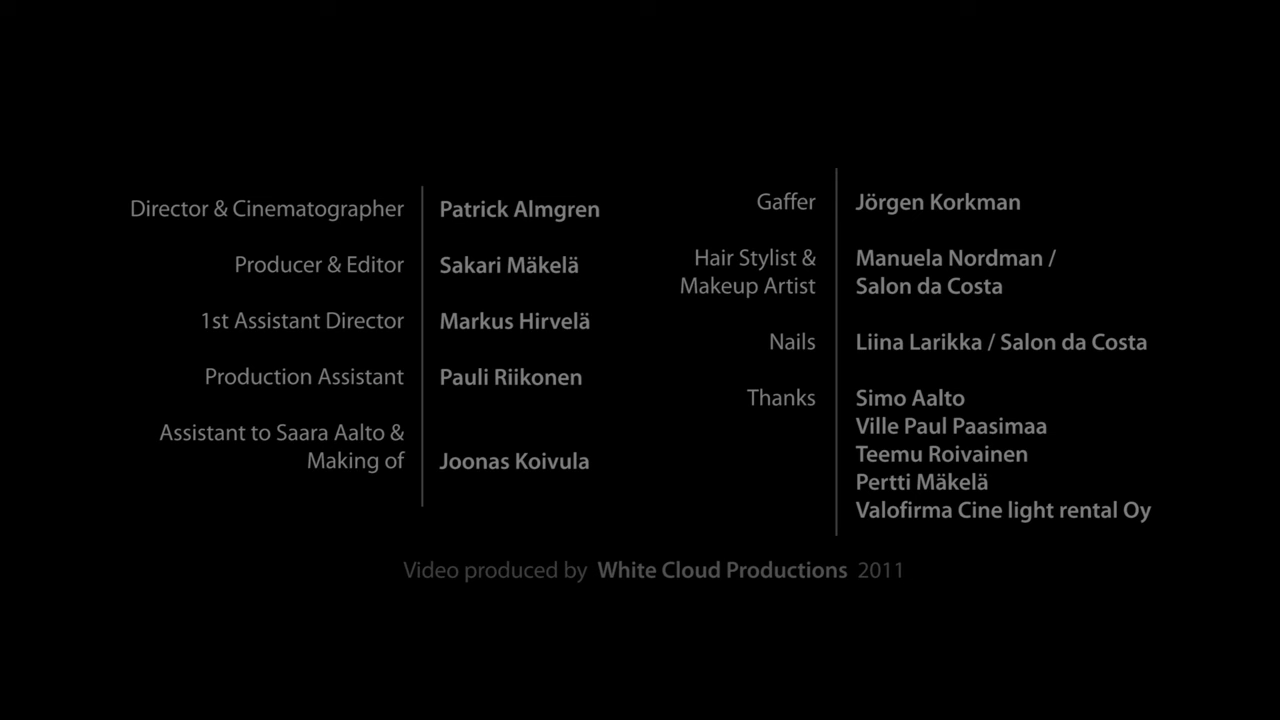 Director & Cinematographer Patrick Almgren
Producer & Editor Sakari Mäkelä
1st Assistant Director Markus Hirvelä
Production Assistant Pauli Riikonen
Assistant to Saara Aalto &
Making of Joonas Koivula
Gaffer Jörgen Korkman
Hair Stylist & Manuela Nordman /
Makeup Artist Salon da Costa
Nails Liina Larikka / Salon da Costa
Thanks Simo Aalto
Ville Paul Paasimaa
Teemu Roivainen
Pertti Mäkelä
Valofirma Cine light rental Oy
Video produced by White Cloud Productions 2011